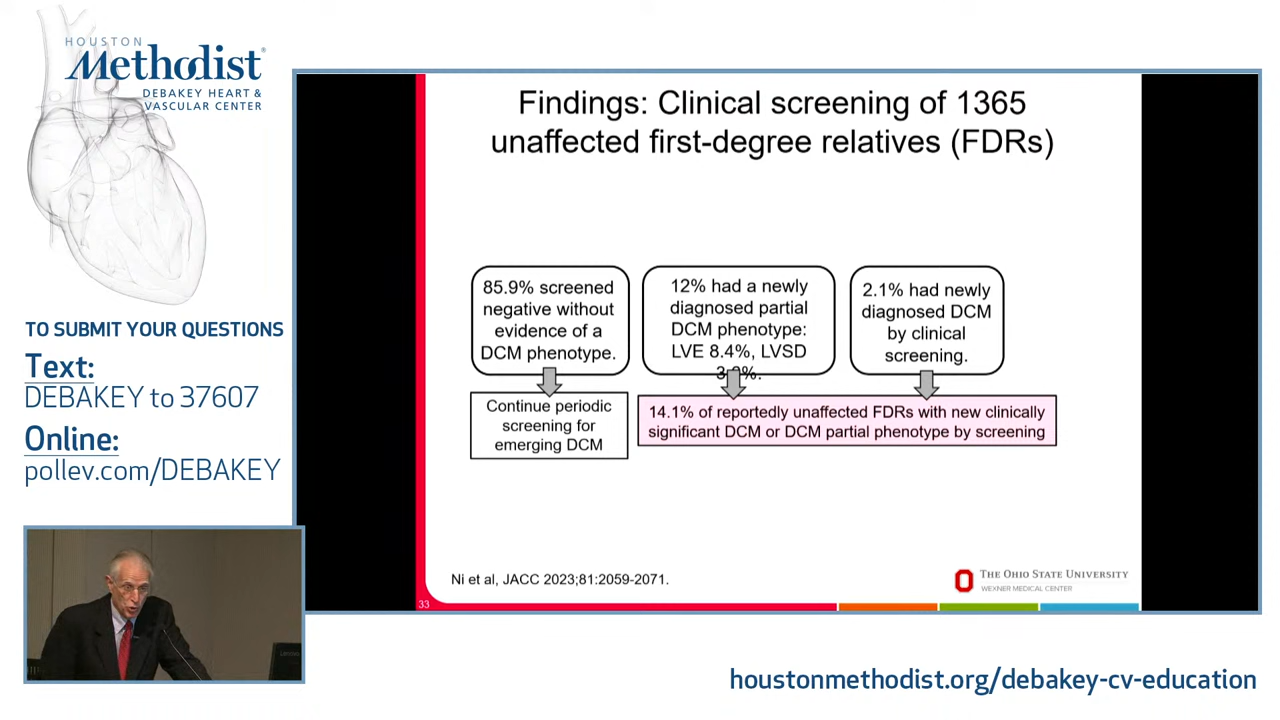 HOUSTON
Methodist®
DEBAKEY HEART &
VASCULAR CENTER
TO SUBMIT YOUR QUESTIONS
Text:
DEBAKEY to 37607
Online:
pollev.com/DEBAKEY
Findings: Clinical screening of 1365
unaffected first-degree relatives (FDRs)
85.9% screened
negative without
evidence of a
DCM phenotype.
12% had a newly
diagnosed partial
DCM phenotype:
LVE 8.4%, LVSD
2.1% had newly
diagnosed DCM
by clinical
screening.
Continue periodic
screening for
emerging DCM
14.1% of reportedly unaffected FDRs with new clinically
significant DCM or DCM partial phenotype by screening
Ni et al, JACC 2023;81:2059-2071.
THE OHIO STATE UNIVERSITY
WEXNER MEDICAL CENTER
33
houstonmethodist.org/debakey-cv-education